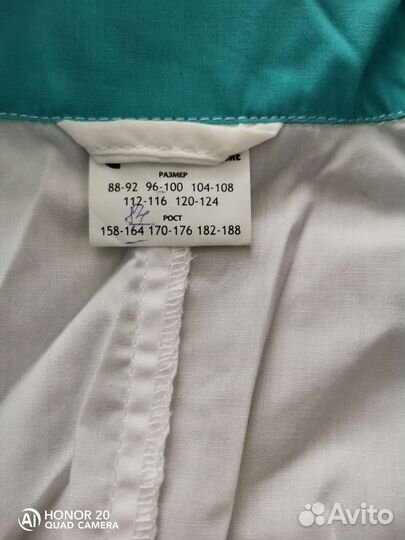 РАЗМЕР
88-92 96-100 104-108
112-116 120-124
84
РОСТ
158-164 170-176 182-188
HONOR 20
QUAD CAMERA
Avito